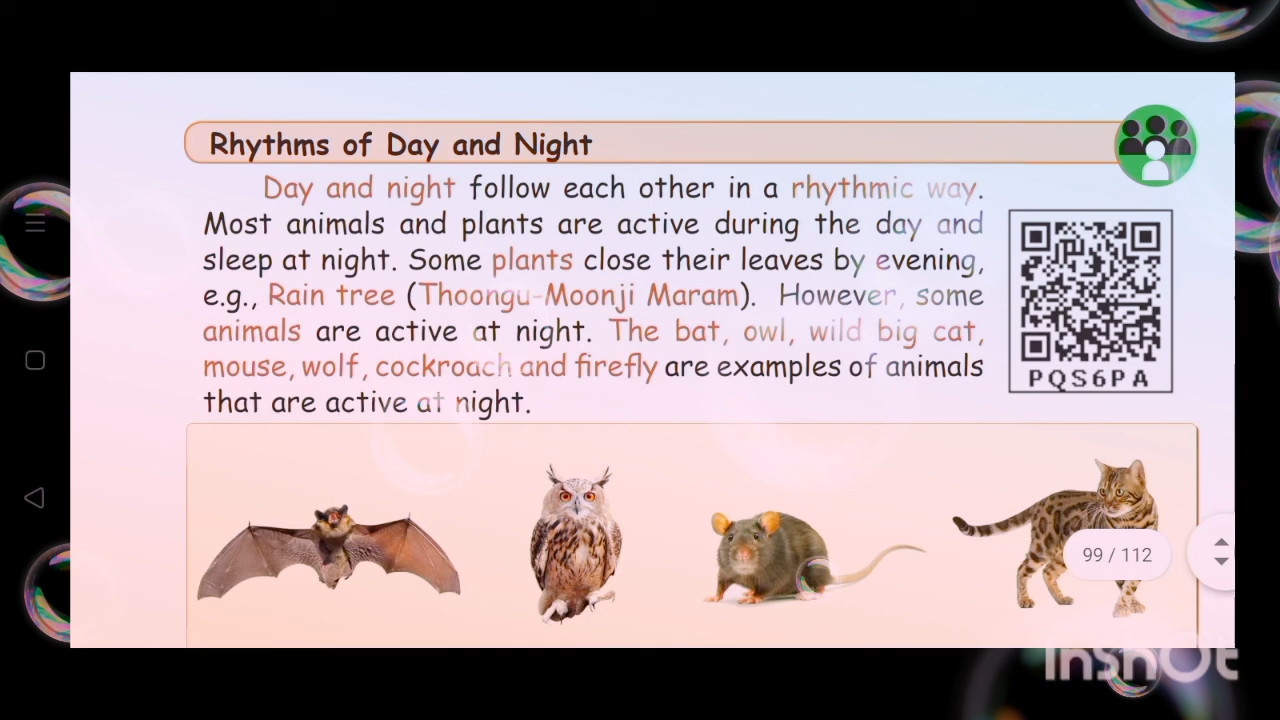 Rhythms of Day and Night
Day and night follow each other in a rhythmic way.
Most animals and plants are active during the day and
sleep at night. Some plants close their leaves by evening,
e.g., Rain tree (Thoongu-Moonji Maram). However, some
animals are active at night. The bat, owl, wild big cat,
mouse, wolf, cockroach and firefly are examples of animals
that are active at night.
PQS6PA
99 / 112
InshOt